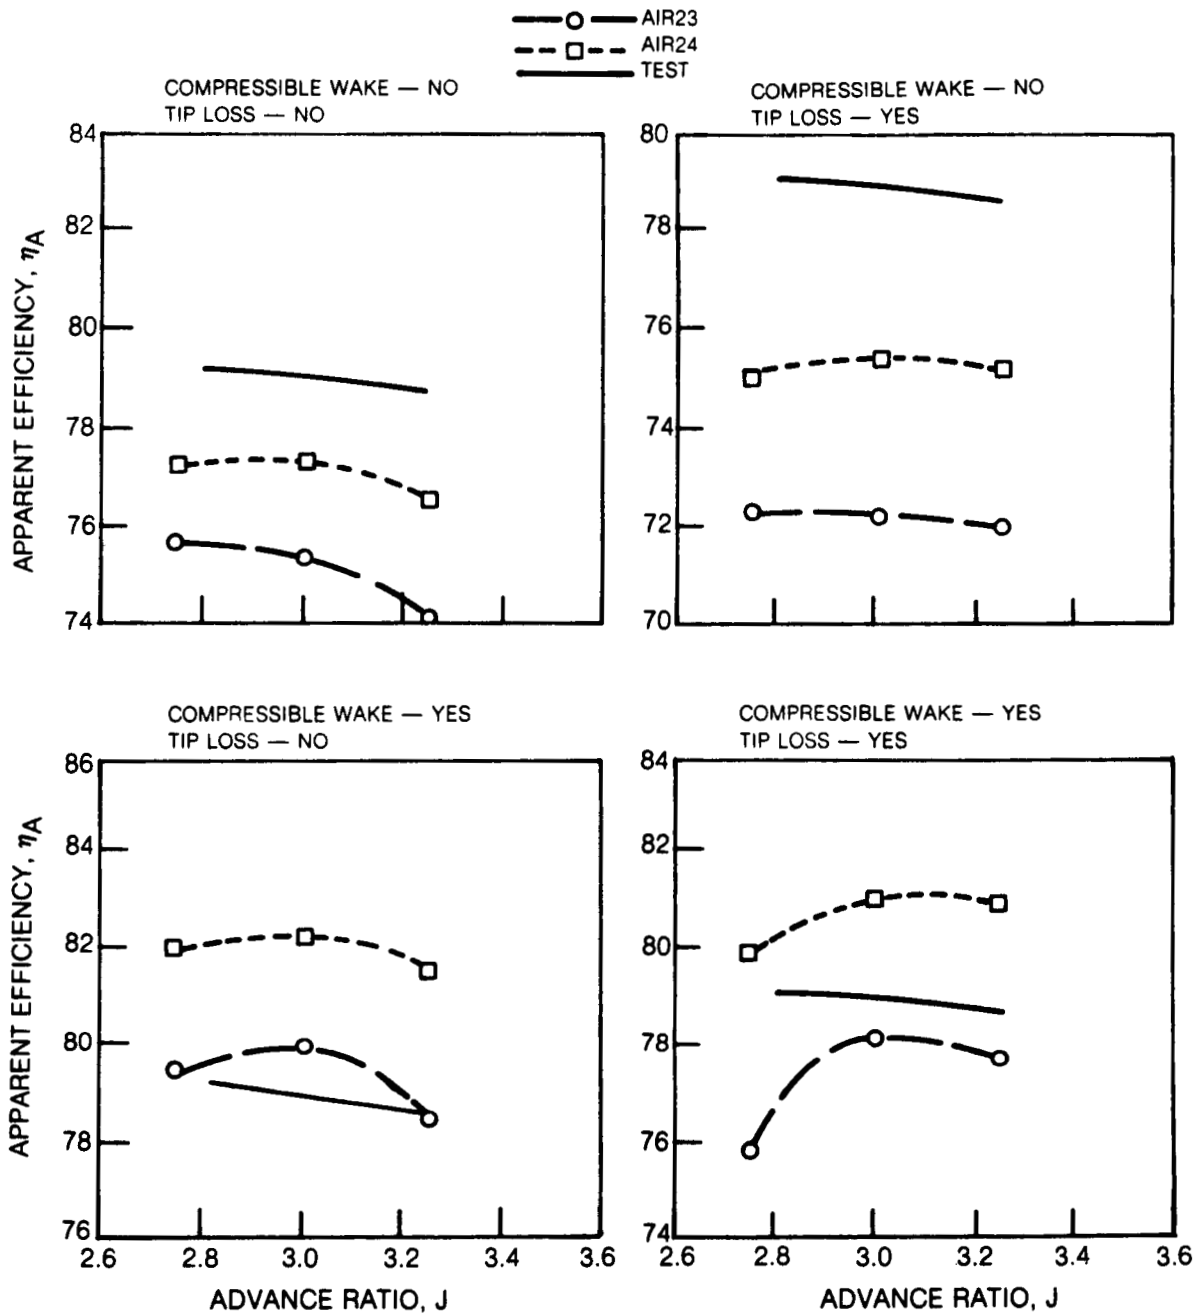 AIR23
AIR24
TEST
COMPRESSIBLE WAKE — NO
TIP LOSS — NO
84
82
80
78
76
74
APPARENT EFFICIENCY, ηA
COMPRESSIBLE WAKE — NO
TIP LOSS — YES
80
78
76
74
72
70
COMPRESSIBLE WAKE — YES
TIP LOSS — NO
86
84
82
80
78
76
APPARENT EFFICIENCY, ηA
2.6 2.8 3.0 3.2 3.4 3.6
ADVANCE RATIO, J
COMPRESSIBLE WAKE — YES
TIP LOSS — YES
84
82
80
78
76
74
2.6 2.8 3.0 3.2 3.4 3.6
ADVANCE RATIO, J